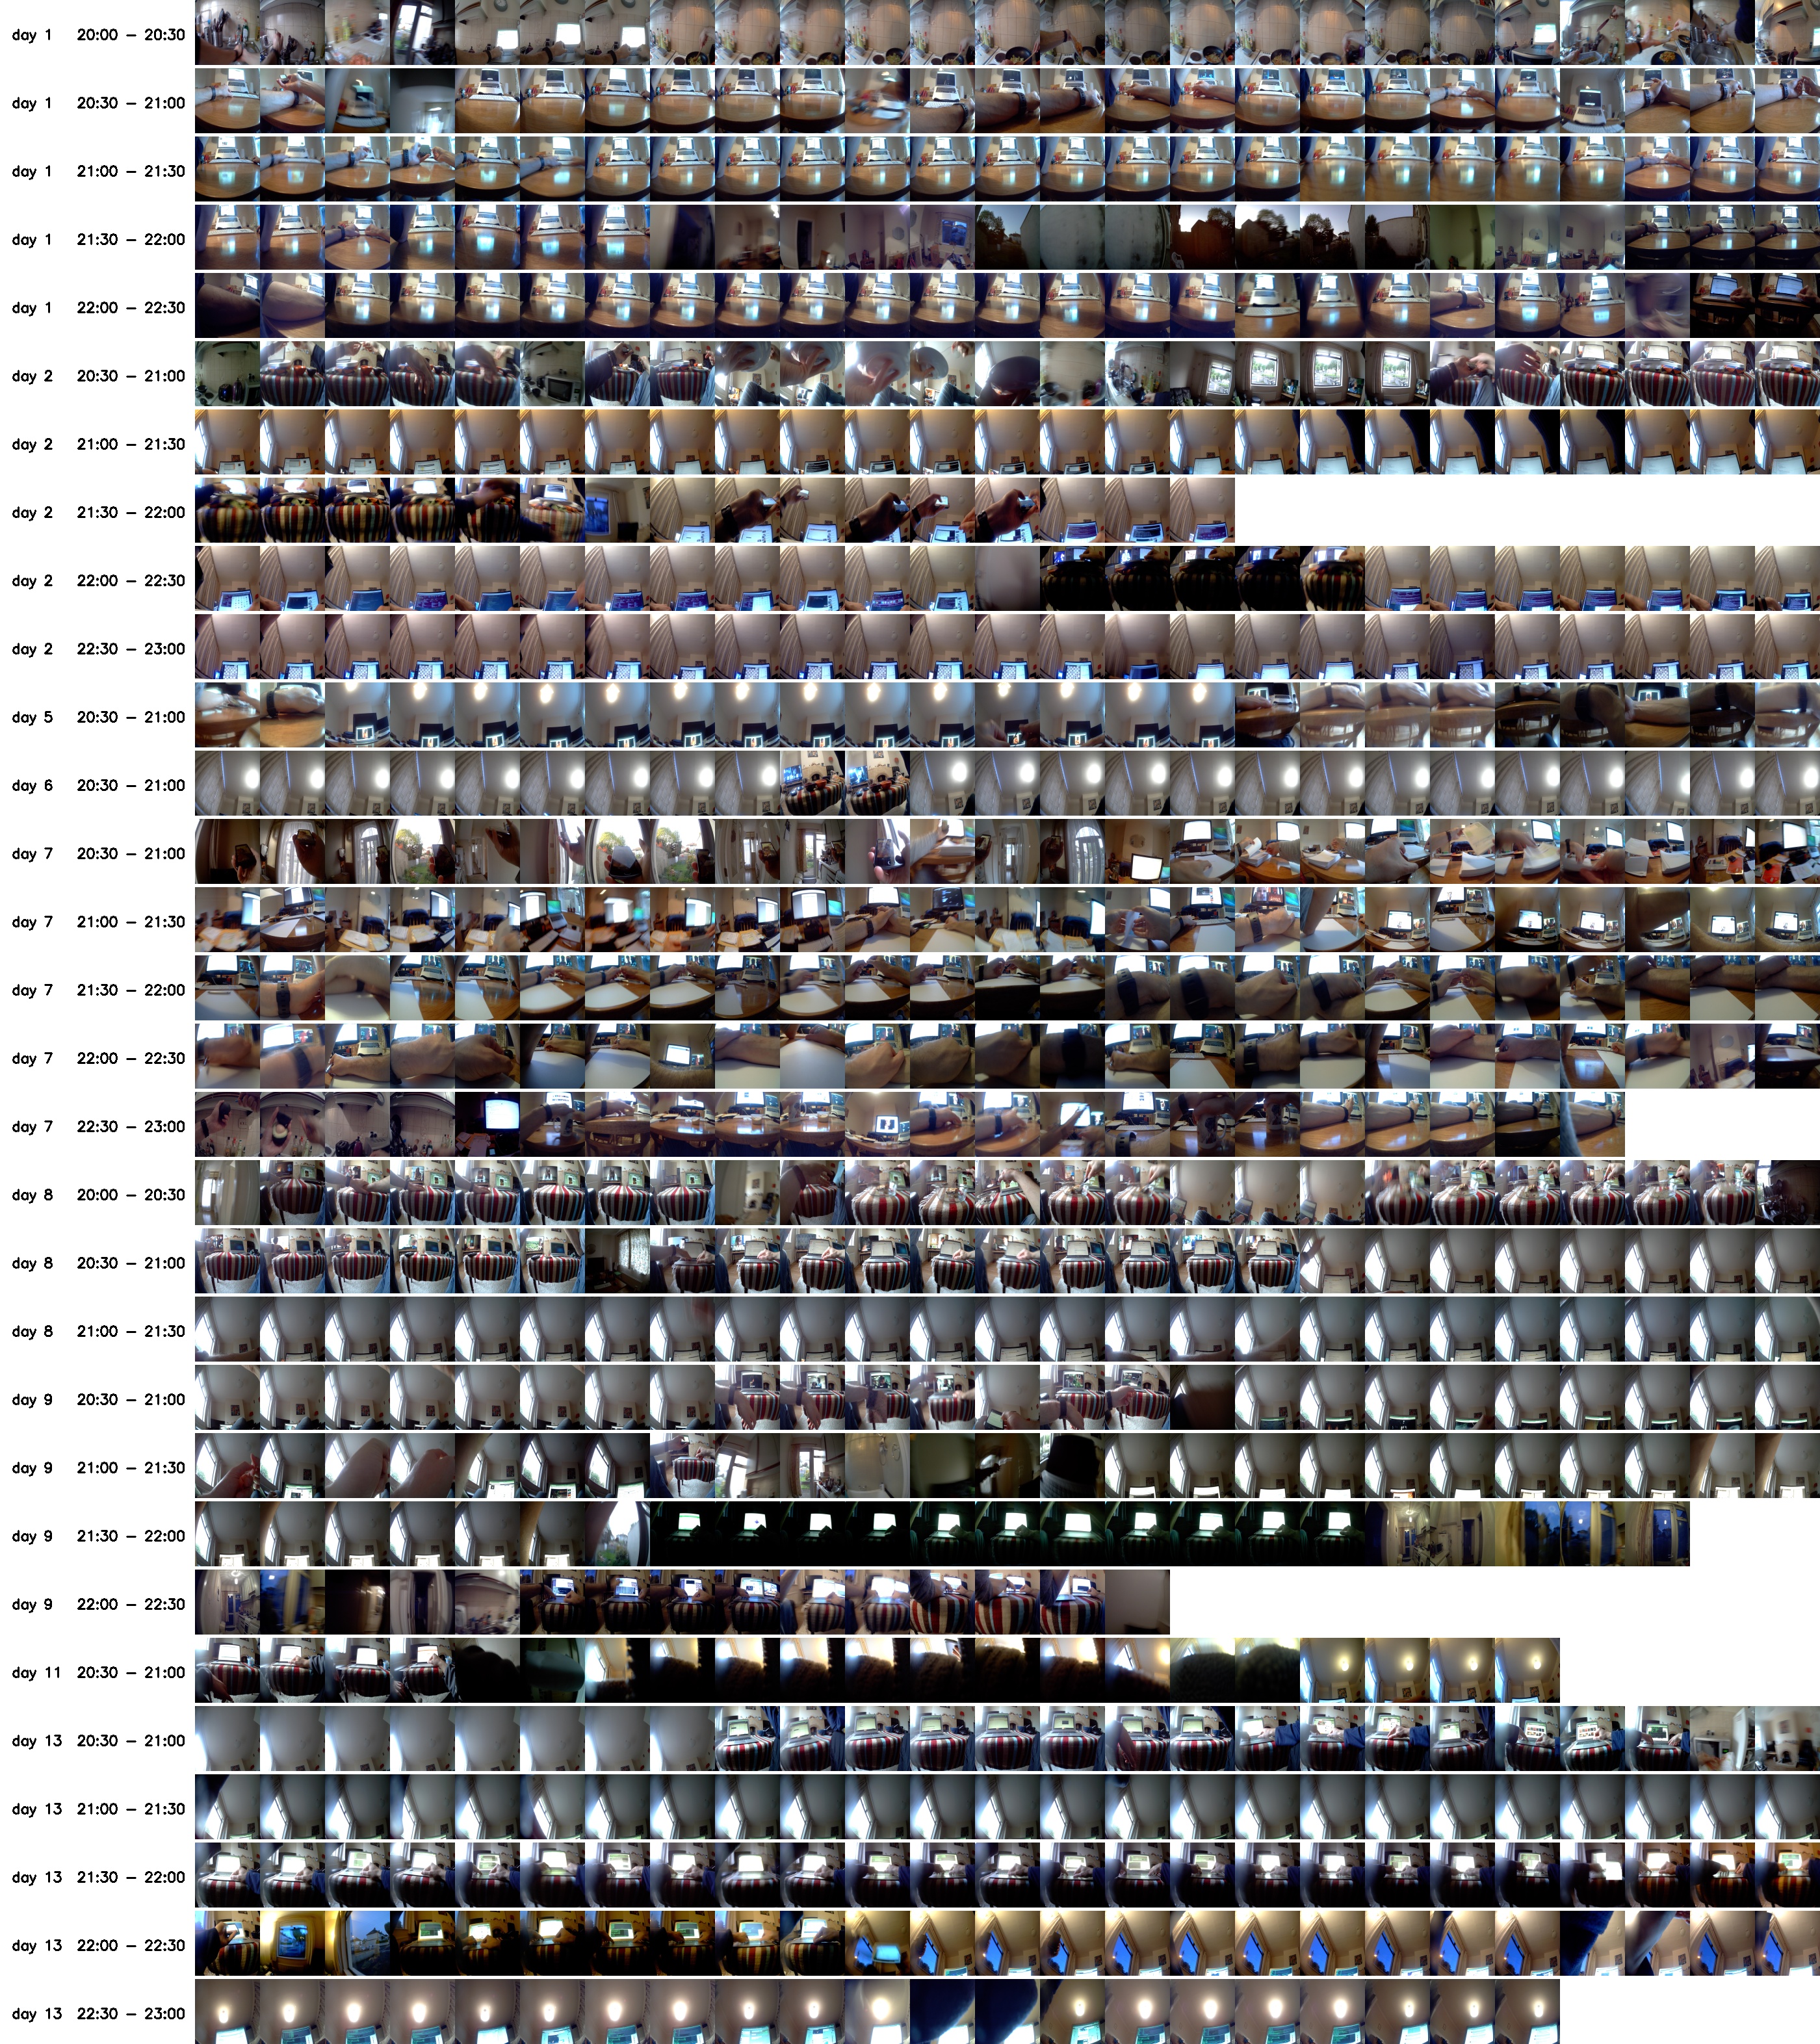 day 1 20:00 – 20:30
day 1 20:30 – 21:00
day 1 21:00 – 21:30
day 1 21:30 – 22:00
day 1 22:00 – 22:30
day 2 20:30 – 21:00
day 2 21:00 – 21:30
day 2 21:30 – 22:00
day 2 22:00 – 22:30
day 2 22:30 – 23:00
day 5 20:30 – 21:00
day 6 20:30 – 21:00
day 7 20:30 – 21:00
day 7 21:00 – 21:30
day 7 21:30 – 22:00
day 7 22:00 – 22:30
day 7 22:30 – 23:00
day 8 20:00 – 20:30
day 8 20:30 – 21:00
day 8 21:00 – 21:30
day 9 20:30 – 21:00
day 9 21:00 – 21:30
day 9 21:30 – 22:00
day 9 22:00 – 22:30
day 11 20:30 – 21:00
day 13 20:30 – 21:00
day 13 21:00 – 21:30
day 13 21:30 – 22:00
day 13 22:00 – 22:30
day 13 22:30 – 23:00